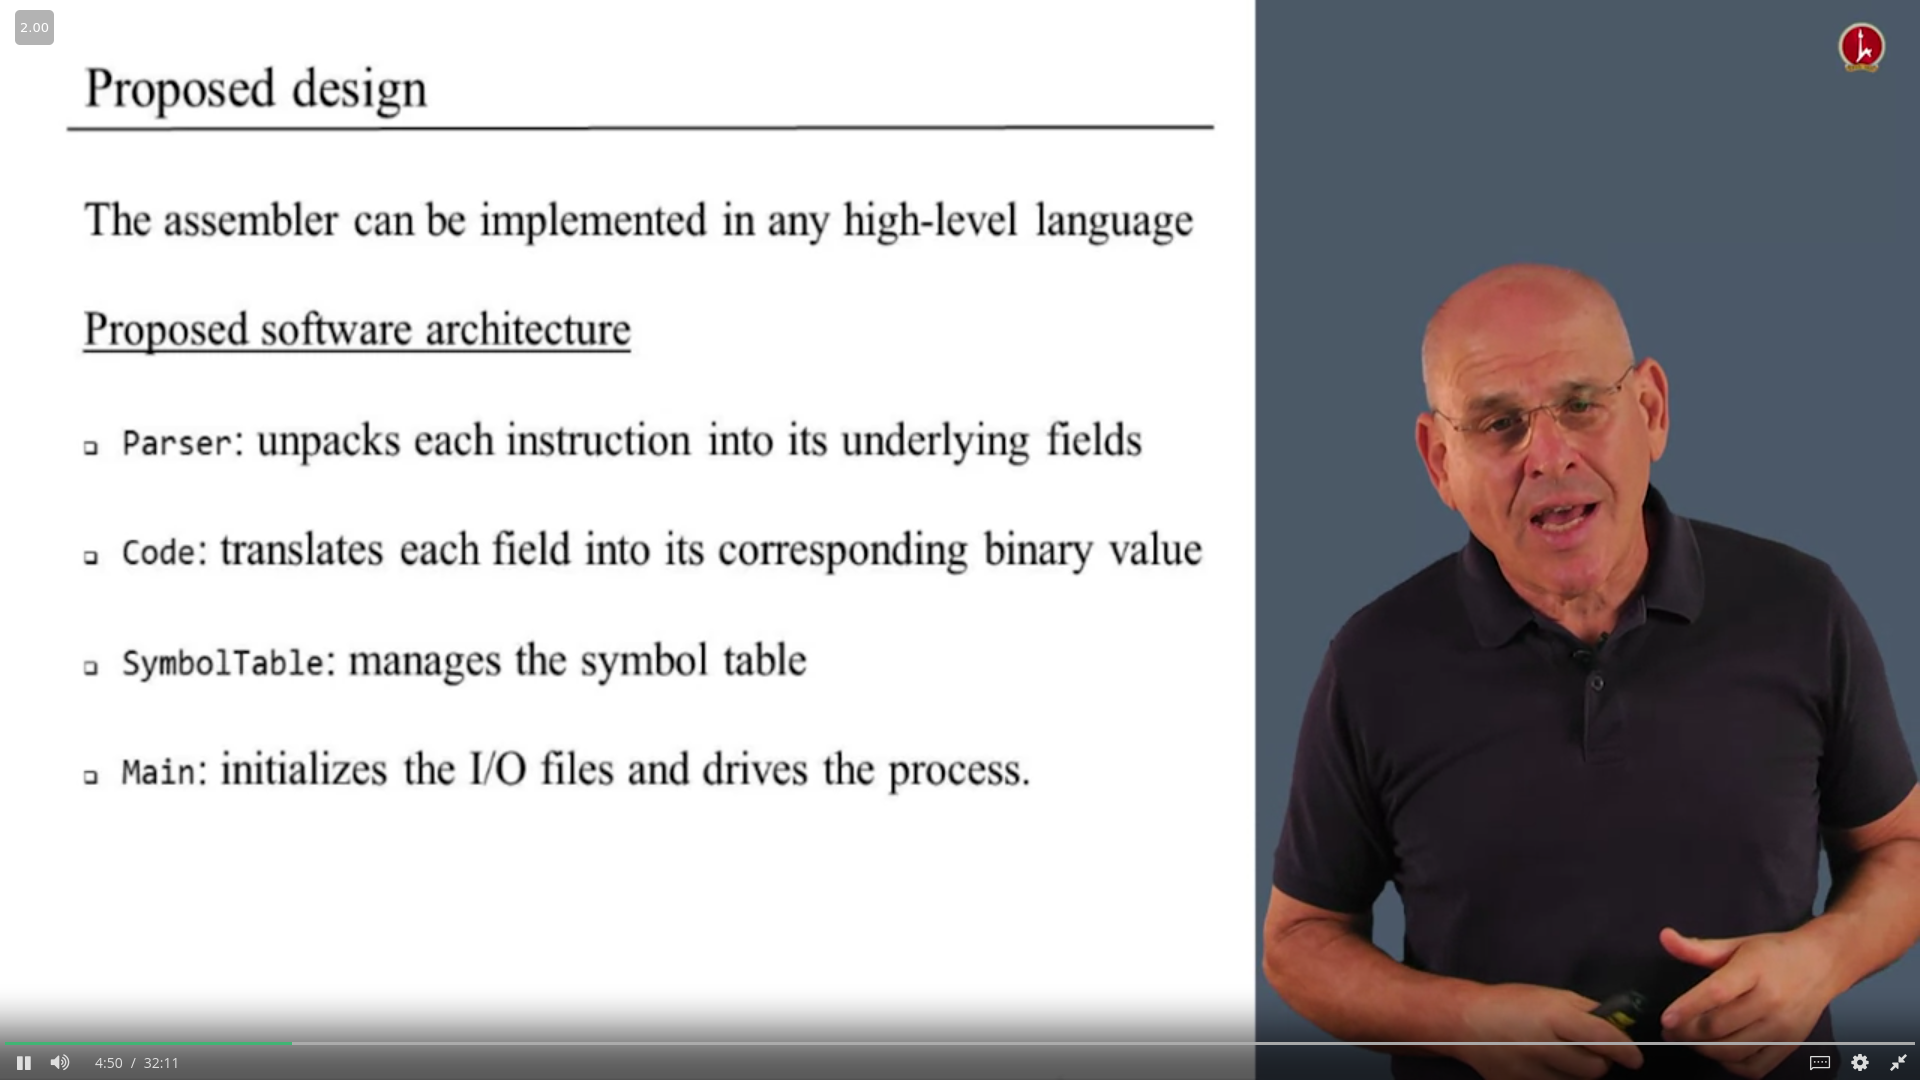 2.00
Proposed design
The assembler can be implemented in any high-level language
Proposed software architecture
❏ Parser: unpacks each instruction into its underlying fields
❏ Code: translates each field into its corresponding binary value
❏ SymbolTable: manages the symbol table
❏ Main: initializes the I/O files and drives the process.
4:50 / 32:11